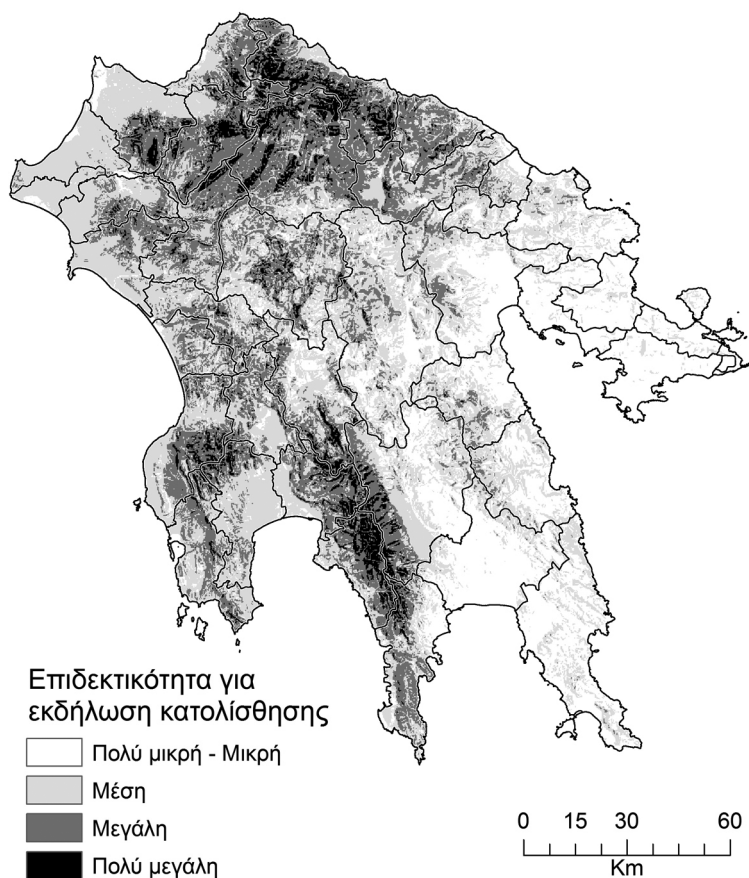 Επιδεκτικότητα για
εκδήλωση κατολίσθησης
Πολύ μικρή - Μικρή
Μέση
Μεγάλη
Πολύ μεγάλη
0 15 30 60
Km